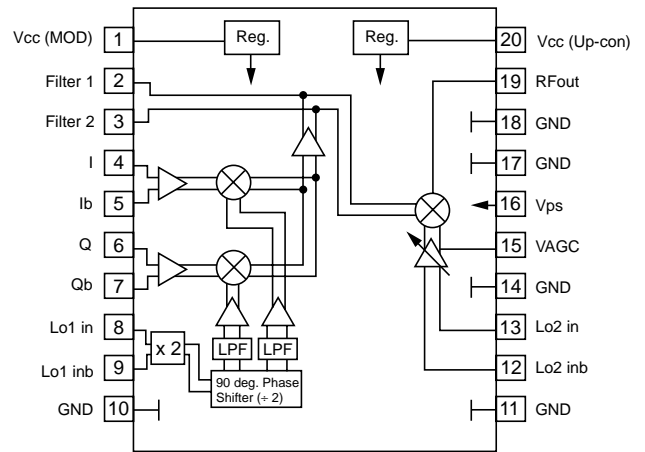 Vcc (MOD) 1 Reg. Reg. 20 Vcc (Up-con)
Filter 1 2 19 RFout
Filter 2 3 18 GND
I 4 17 GND
Ib 5 16 Vps
Q 6 15 VAGC
Qb 7 14 GND
Lo1 in 8 x 2 LPF LPF 13 Lo2 in
Lo1 inb 9 12 Lo2 inb
90 deg. Phase
Shifter (÷ 2)
GND 10 11 GND